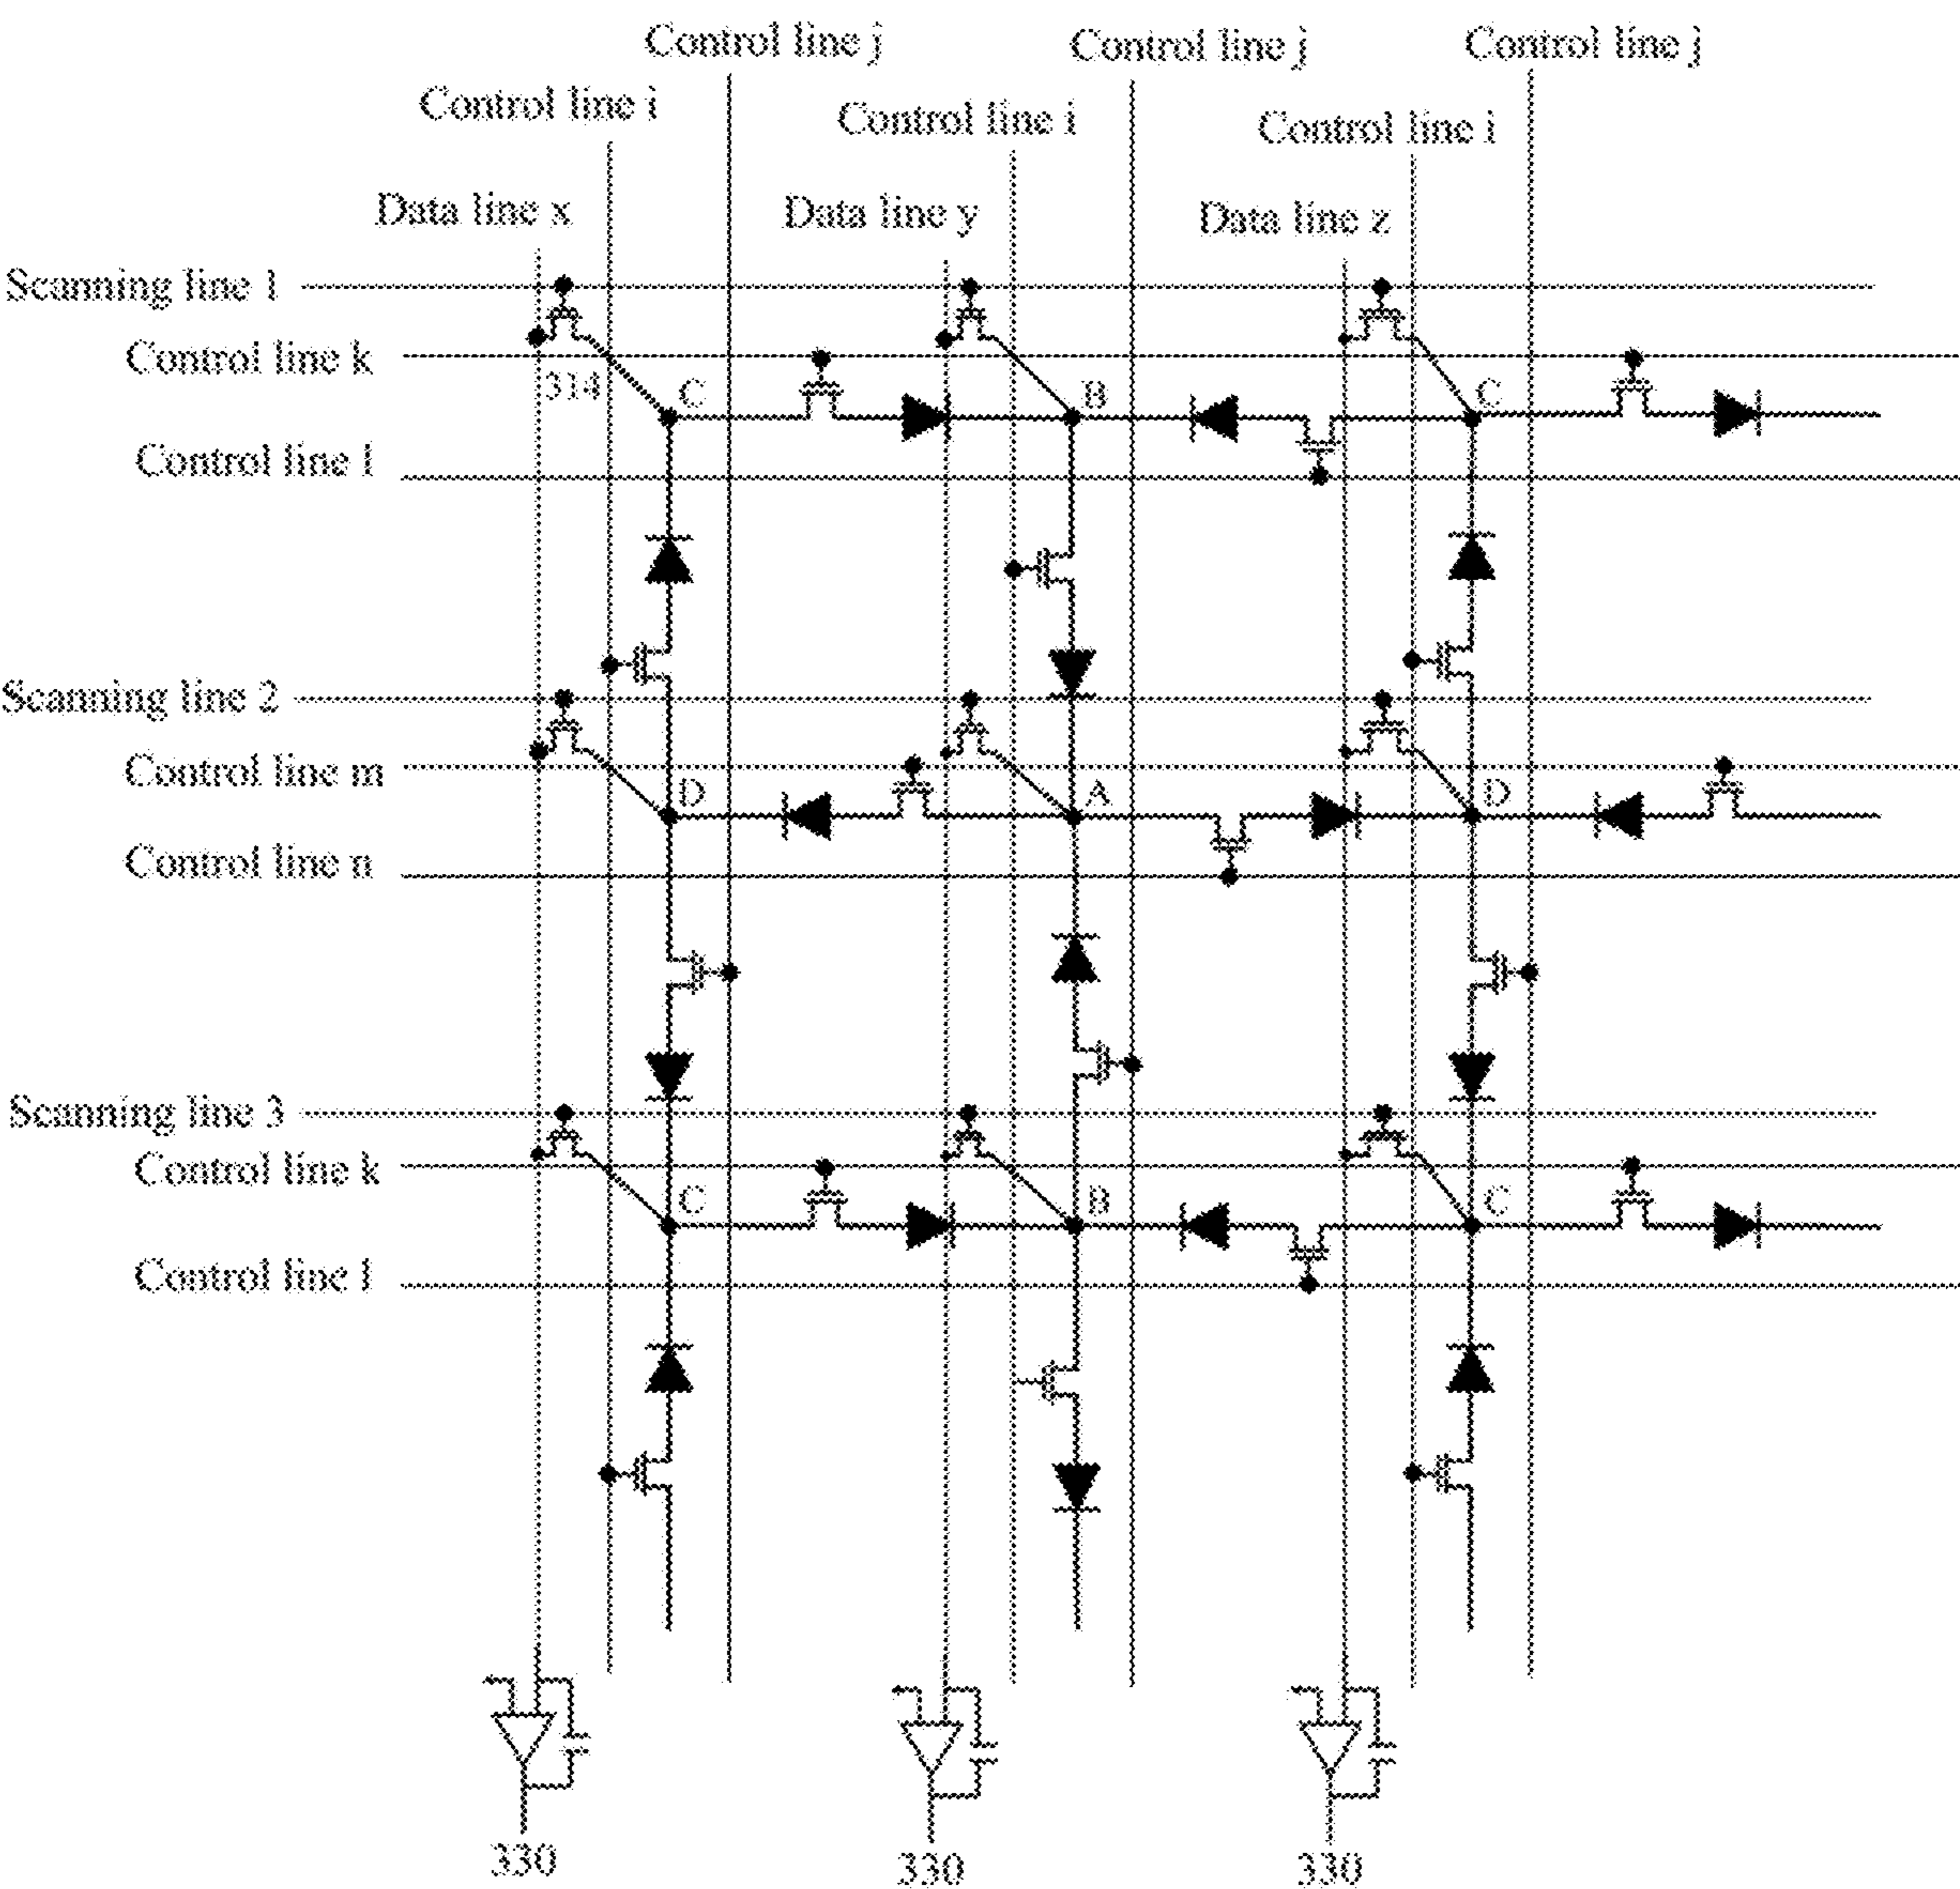 Control line j
Control line j
Control line j
Control line i
Control line i
Control line i
Data line x
Data line y
Data line z
Scanning line 1
Control line k
314
C
B
C
Control line l
Scanning line 2
Control line m
D
A
D
Control line n
Scanning line 3
Control line k
C
B
C
Control line l
330
330
330